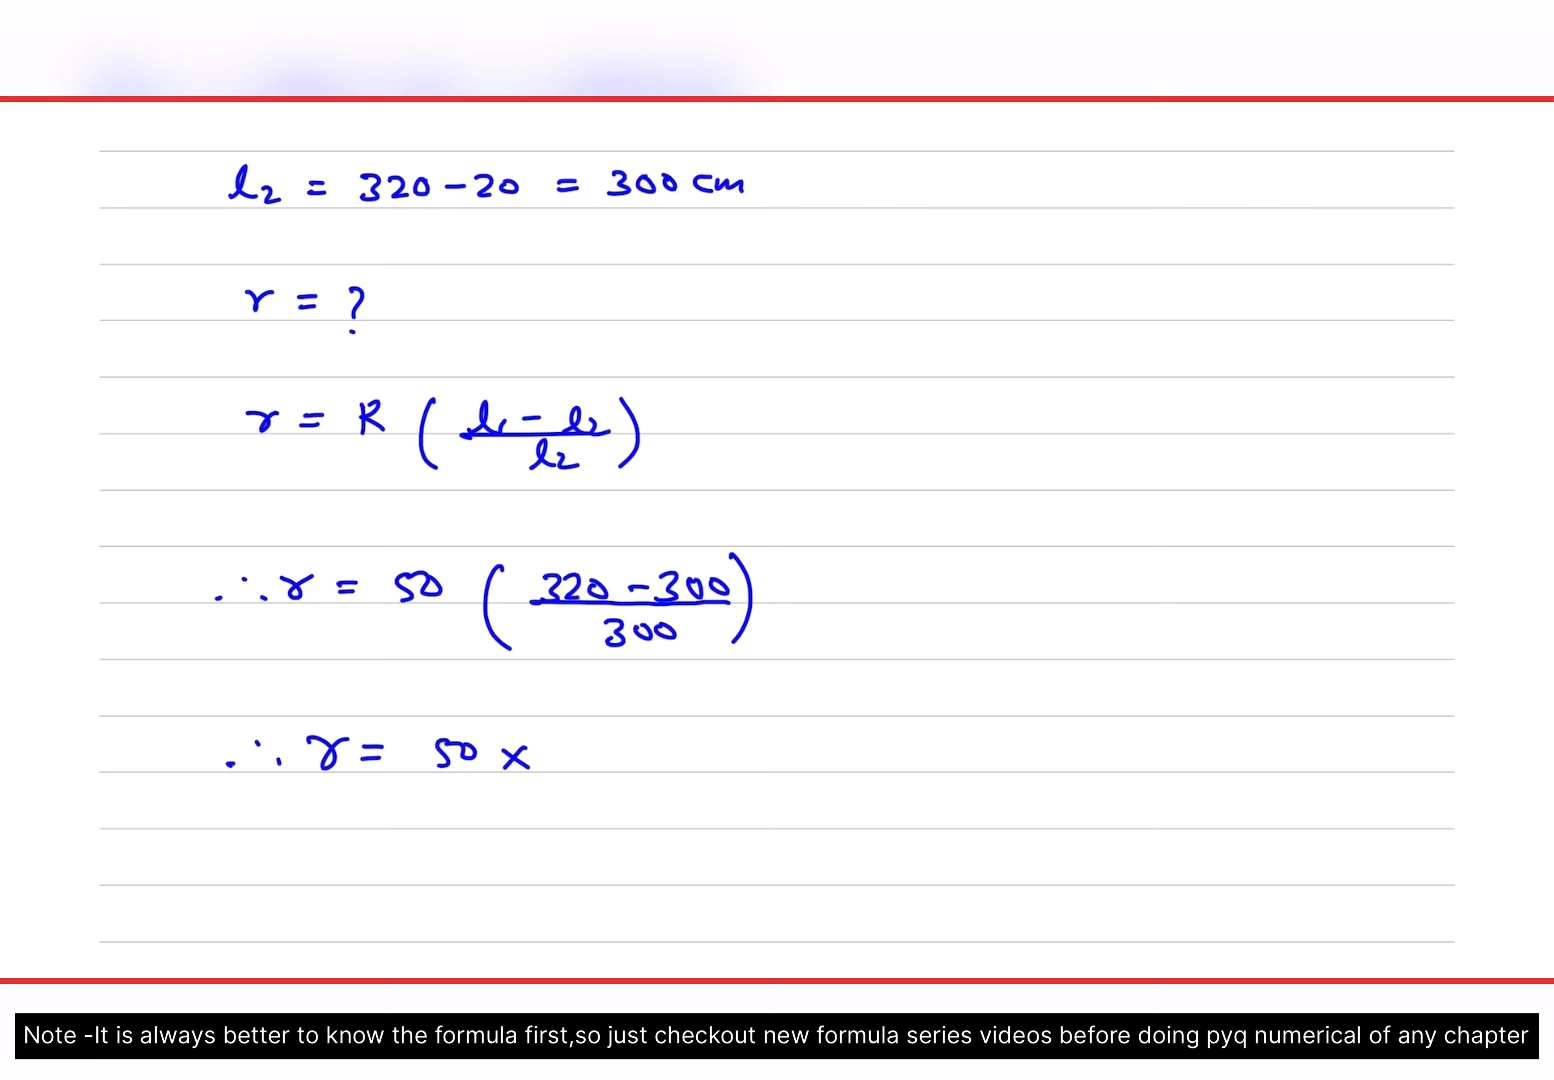 l₂ = 320 - 20 = 300 cm
r = ?
r = R ( (l₁ - l₂) / l₂ )
∴ r = 50 ( (320 - 300) / 300 )
∴ r = 50 ×
Note -It is always better to know the formula first,so just checkout new formula series videos before doing pyq numerical of any chapter